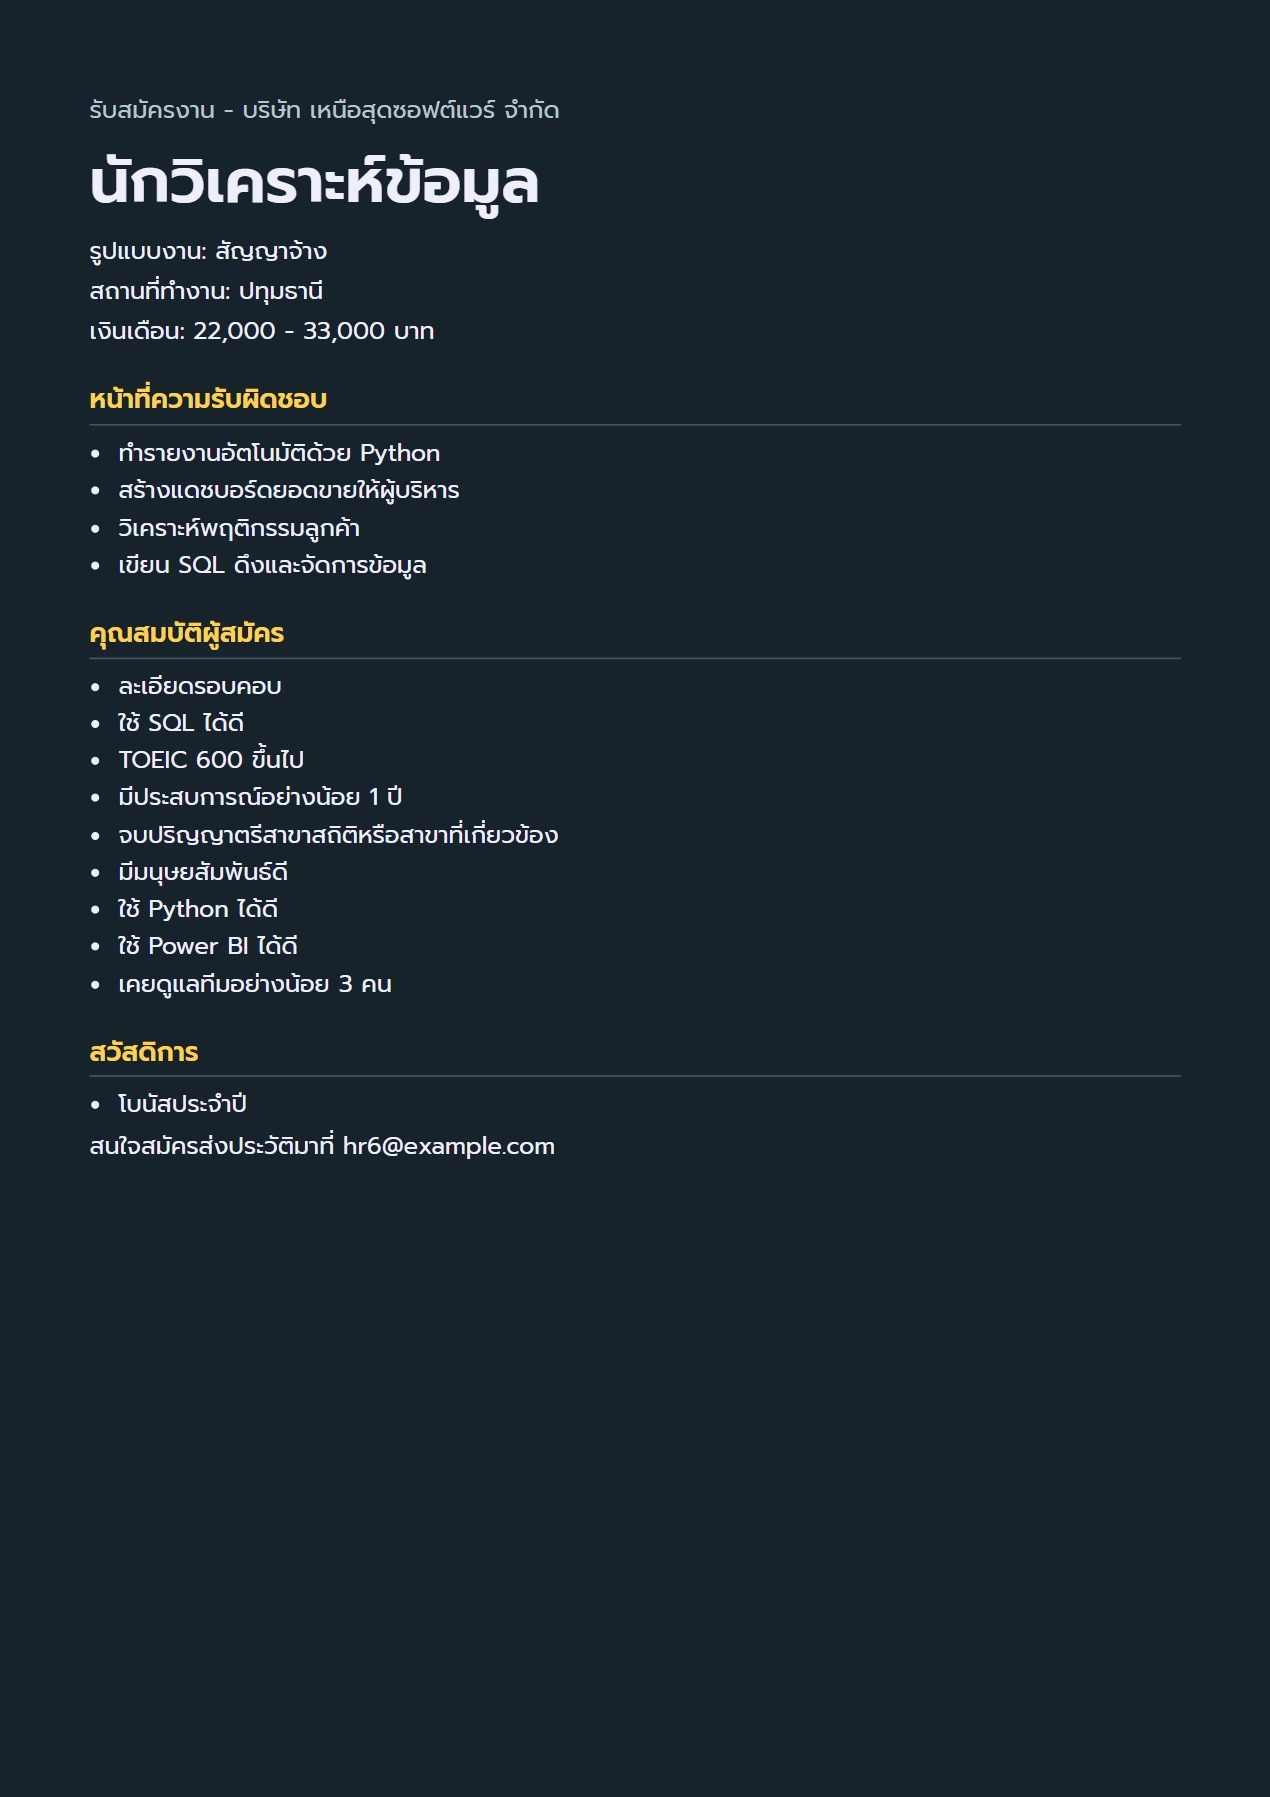 รับสมัครงาน - บริษัท เหนือสุดซอฟต์แวร์ จำกัด
นักวิเคราะห์ข้อมูล
รูปแบบงาน: สัญญาจ้าง
สถานที่ทำงาน: ปทุมธานี
เงินเดือน: 22,000 - 33,000 บาท
หน้าที่ความรับผิดชอบ
• ทำรายงานอัตโนมัติด้วย Python
• สร้างแดชบอร์ดยอดขายให้ผู้บริหาร
• วิเคราะห์พฤติกรรมลูกค้า
• เขียน SQL ดึงและจัดการข้อมูล
คุณสมบัติผู้สมัคร
• ละเอียดรอบคอบ
• ใช้ SQL ได้ดี
• TOEIC 600 ขึ้นไป
• มีประสบการณ์อย่างน้อย 1 ปี
• จบปริญญาตรีสาขาสถิติหรือสาขาที่เกี่ยวข้อง
• มีมนุษยสัมพันธ์ดี
• ใช้ Python ได้ดี
• ใช้ Power BI ได้ดี
• เคยดูแลทีมอย่างน้อย 3 คน
สวัสดิการ
• โบนัสประจำปี
สนใจสมัครส่งประวัติมาที่ hr6@example.com